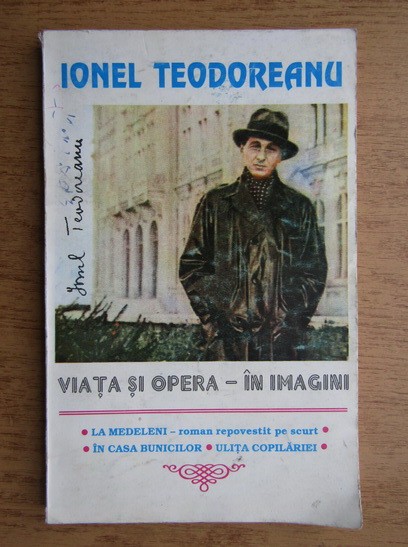 IONEL TEODOREANU
Ionel Teodoreanu
VIAȚA ȘI OPERA – ÎN IMAGINI
• LA MEDELENI – roman repovestit pe scurt •
• ÎN CASA BUNICILOR • ULIȚA COPILĂRIEI •